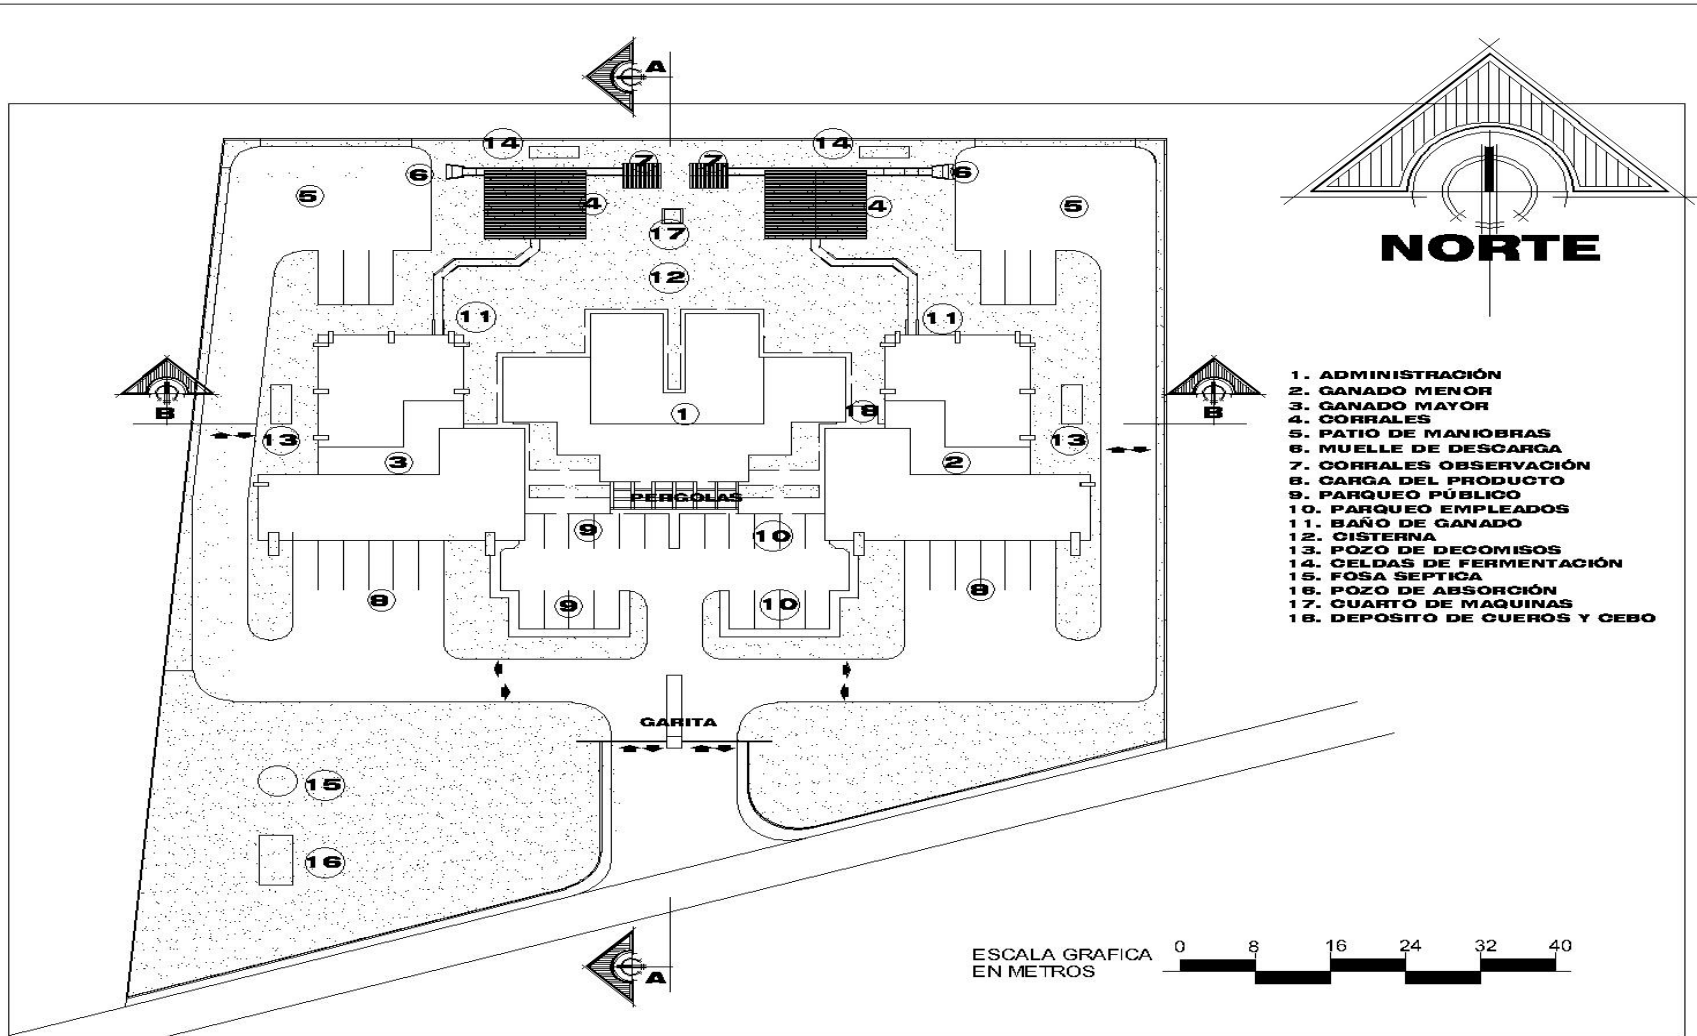 A
14
14
7
7
6
6
5
4
4
5
17
NORTE
12
11
11
B
B
1
18
13
13
3
2
PERGOLAS
9
10
8
9
10
8
GARITA
15
16
A
1. ADMINISTRACIÓN
2. GANADO MENOR
3. GANADO MAYOR
4. CORRALES
5. PATIO DE MANIOBRAS
6. MUELLE DE DESCARGA
7. CORRALES OBSERVACIÓN
8. CARGA DEL PRODUCTO
9. PARQUEO PÚBLICO
10. PARQUEO EMPLEADOS
11. BAÑO DE GANADO
12. CISTERNA
13. POZO DE DECOMISOS
14. CELDAS DE FERMENTACIÓN
15. FOSA SEPTICA
16. POZO DE ABSORCIÓN
17. CUARTO DE MAQUINAS
18. DEPOSITO DE CUEROS Y CEBO
ESCALA GRAFICA
EN METROS
0 8 16 24 32 40